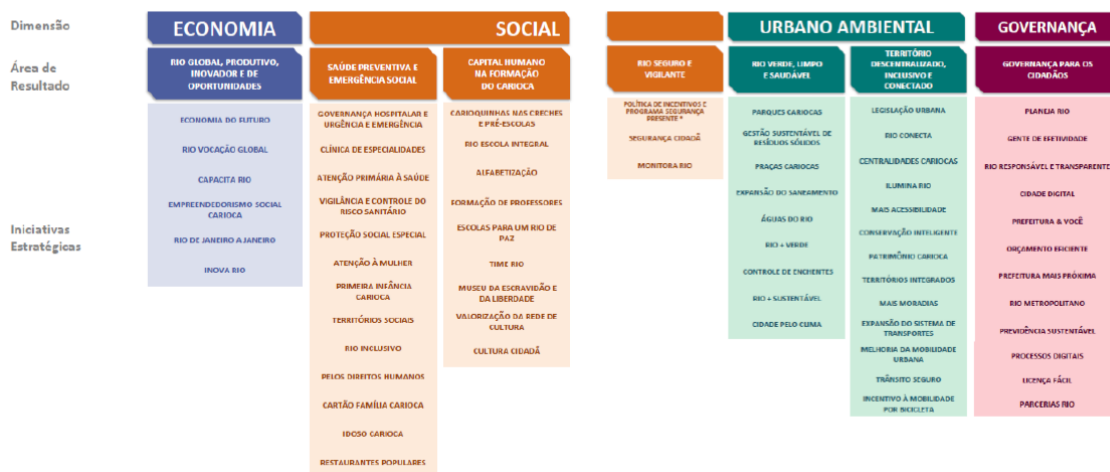 Dimensão
ECONOMIA
SOCIAL
URBANO AMBIENTAL
GOVERNANÇA
Área de
Resultado
RIO GLOBAL, PRODUTIVO,
INOVADOR E DE
OPORTUNIDADES
SAÚDE PREVENTIVA E
EMERGÊNCIA SOCIAL
CAPITAL HUMANO
NA FORMAÇÃO
DO CARIOCA
RIO SEGURO E
VIGILANTE
RIO VERDE, LIMPO
E SAUDÁVEL
TERRITÓRIO
DESCENTRALIZADO,
INCLUSIVO E
CONECTADO
GOVERNANÇA PARA OS
CIDADÃOS
Iniciativas
Estratégicas
ECONOMIA DO FUTURO
RIO VOCAÇÃO GLOBAL
CAPACITA RIO
EMPREENDEDORISMO SOCIAL
CARIOCA
RIO DE JANEIRO A JANEIRO
INOVA RIO
GOVERNANÇA HOSPITALAR E
URGÊNCIA E EMERGÊNCIA
CLÍNICA DE ESPECIALIDADES
ATENÇÃO PRIMÁRIA À SAÚDE
VIGILÂNCIA E CONTROLE DO
RISCO SANITÁRIO
PROTEÇÃO SOCIAL ESPECIAL
ATENÇÃO À MULHER
PRIMEIRA INFÂNCIA
CARIOCA
TERRITÓRIOS SOCIAIS
RIO INCLUSIVO
PELOS DIREITOS HUMANOS
CARTÃO FAMÍLIA CARIOCA
IDOSO CARIOCA
RESTAURANTES POPULARES
CARIOQUINHAS NAS CRECHES
E PRÉ-ESCOLAS
RIO ESCOLA INTEGRAL
ALFABETIZAÇÃO
FORMAÇÃO DE PROFESSORES
ESCOLAS PARA UM RIO DE
PAZ
TIME RIO
MUSEU DA ESCRAVIDÃO E
DA LIBERDADE
VALORIZAÇÃO DA REDE DE
CULTURA
CULTURA CIDADÃ
POLÍTICA DE INCENTIVOS E
PROGRAMA SEGURANÇA
PRESENTE *
SEGURANÇA CIDADÃ
MONITORA RIO
PARQUES CARIOCAS
GESTÃO SUSTENTÁVEL DE
RESÍDUOS SÓLIDOS
PRAÇAS CARIOCAS
EXPANSÃO DO SANEAMENTO
ÁGUAS DO RIO
RIO + VERDE
CONTROLE DE ENCHENTES
RIO + SUSTENTÁVEL
CIDADE PELO CLIMA
LEGISLAÇÃO URBANA
RIO CONECTA
CENTRALIDADES CARIOCAS
ILUMINA RIO
MAIS ACESSIBILIDADE
CONSERVAÇÃO INTELIGENTE
PATRIMÔNIO CARIOCA
TERRITÓRIOS INTEGRADOS
MAIS MORADIAS
EXPANSÃO DO SISTEMA DE
TRANSPORTES
MELHORIA DA MOBILIDADE
URBANA
TRÂNSITO SEGURO
INCENTIVO À MOBILIDADE
POR BICICLETA
PLANEJA RIO
GENTE DE EFETIVIDADE
RIO RESPONSÁVEL E TRANSPARENTE
CIDADE DIGITAL
PREFEITURA & VOCÊ
ORÇAMENTO EFICIENTE
PREFEITURA MAIS PRÓXIMA
RIO METROPOLITANO
PREVIDÊNCIA SUSTENTÁVEL
PROCESSOS DIGITAIS
LICENÇA FÁCIL
PARCERIAS RIO